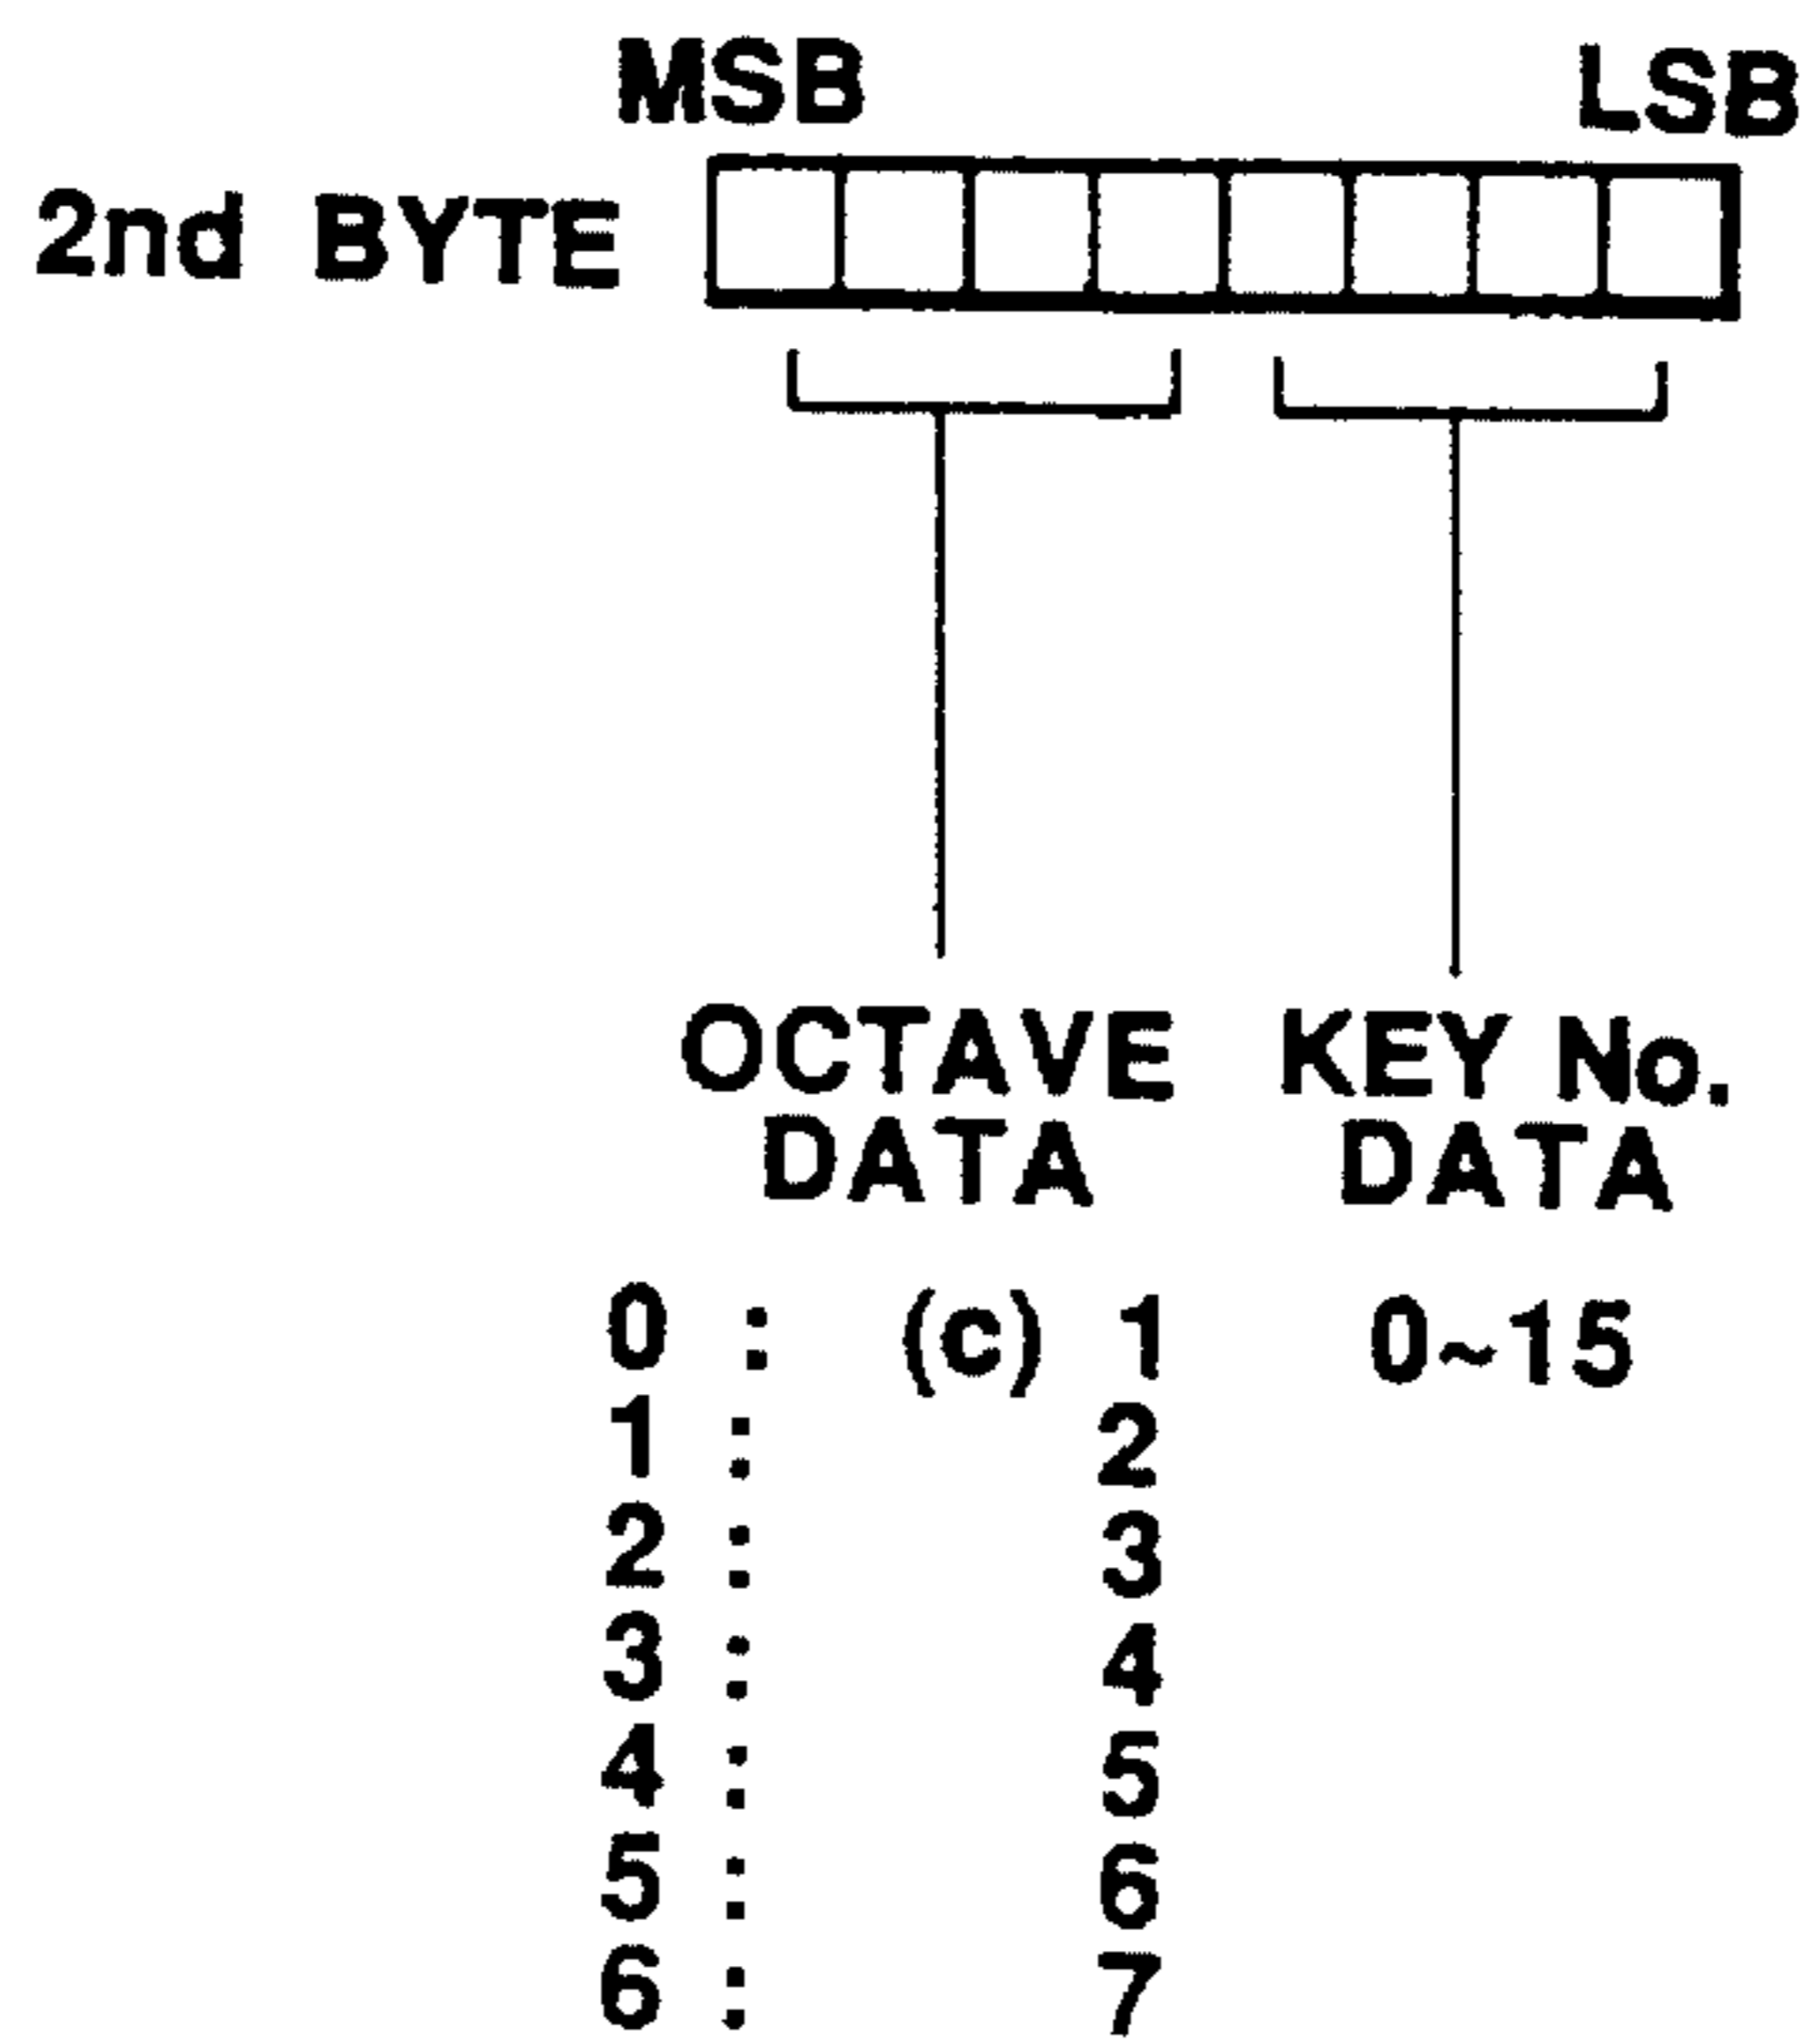 MSB LSB
2nd BYTE
OCTAVE KEY No.
DATA DATA
0 : (c) 1 0~15
1 : 2
2 : 3
3 : 4
4 : 5
5 : 6
6 : 7